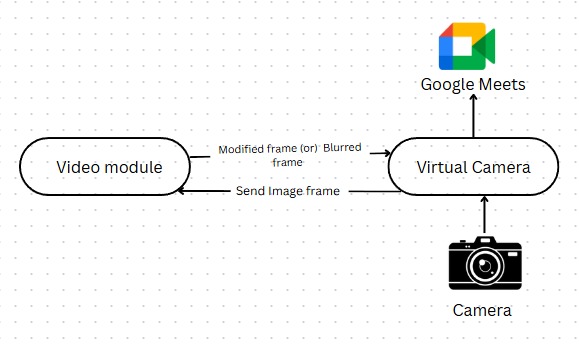 Google Meets
Modified frame (or) Blurred
frame
Video module
Virtual Camera
Send Image frame
Camera